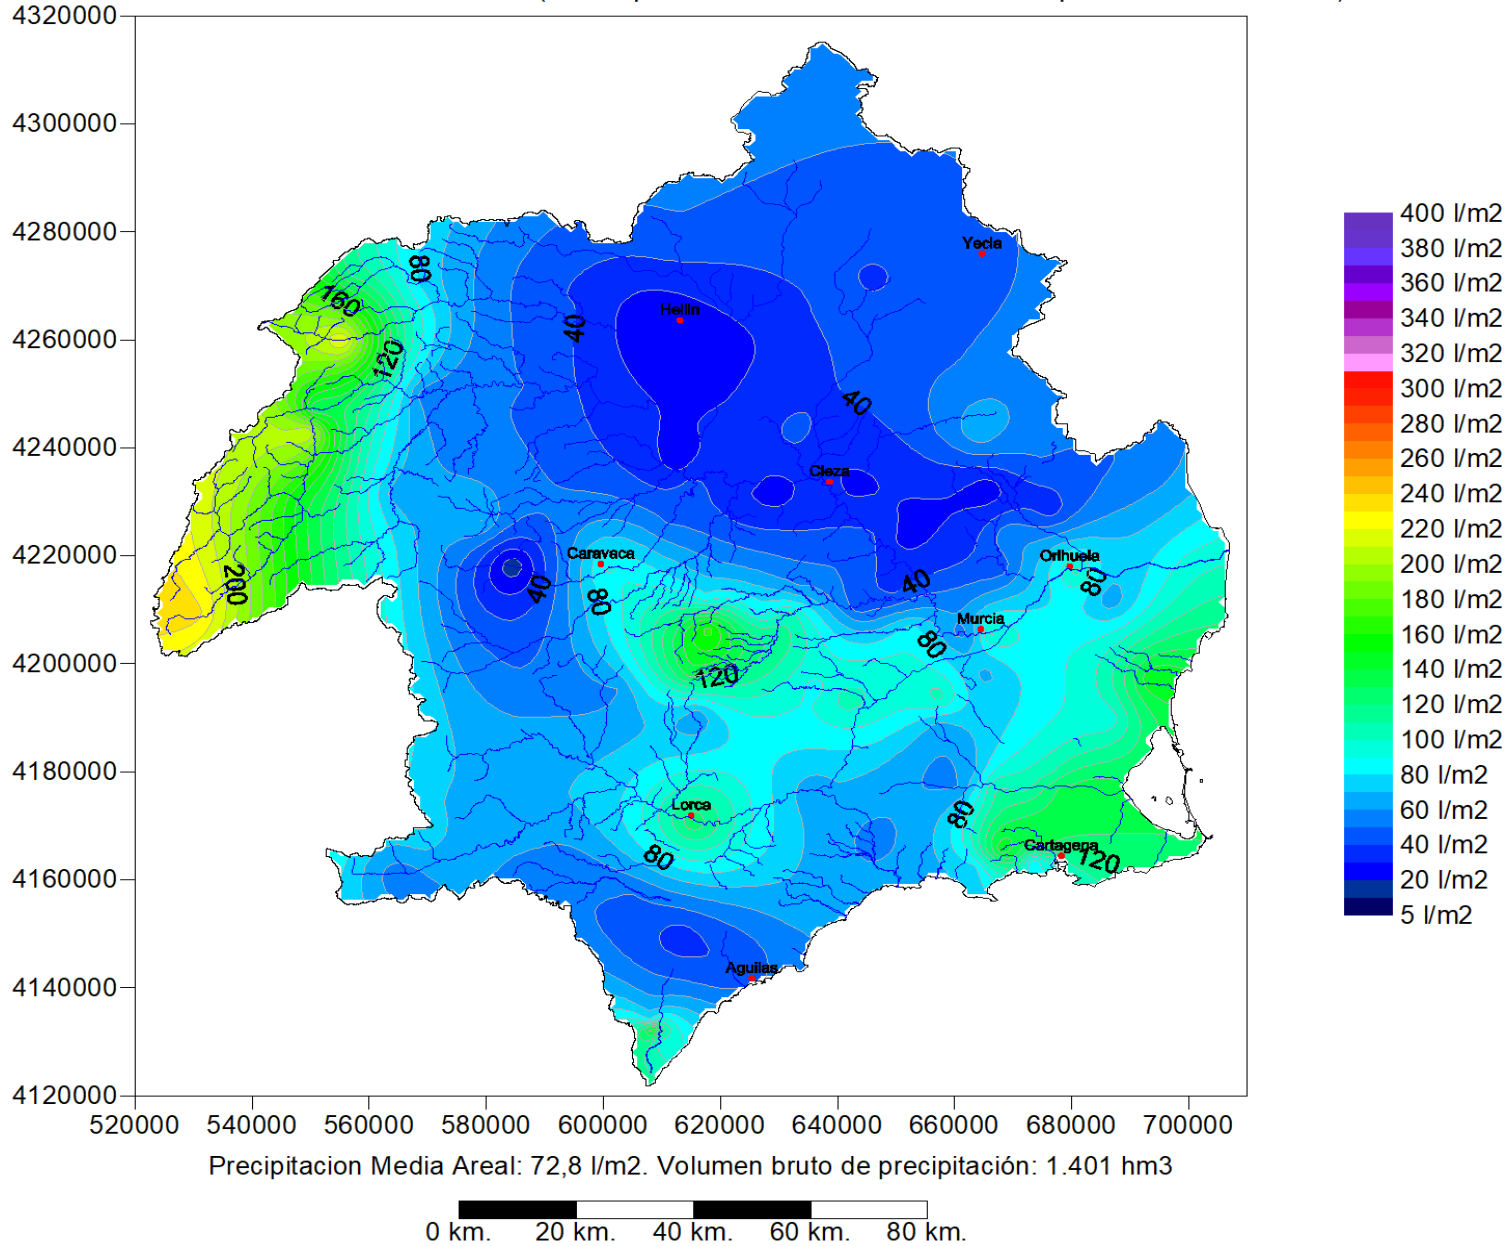 4320000
4300000
4280000
4260000
4240000
4220000
4200000
4180000
4160000
4140000
4120000
520000 540000 560000 580000 600000 620000 640000 660000 680000 700000
Yecla
80
160
Hellin
40
120
40
Cieza
Caravaca
Orihuela
200
40
80
40
80
Murcia
80
120
Lorca
80
80
Cartagena
120
Aguilas
400 l/m2
380 l/m2
360 l/m2
340 l/m2
320 l/m2
300 l/m2
280 l/m2
260 l/m2
240 l/m2
220 l/m2
200 l/m2
180 l/m2
160 l/m2
140 l/m2
120 l/m2
100 l/m2
80 l/m2
60 l/m2
40 l/m2
20 l/m2
5 l/m2
Precipitacion Media Areal: 72,8 l/m2. Volumen bruto de precipitación: 1.401 hm3
0 km. 20 km. 40 km. 60 km. 80 km.